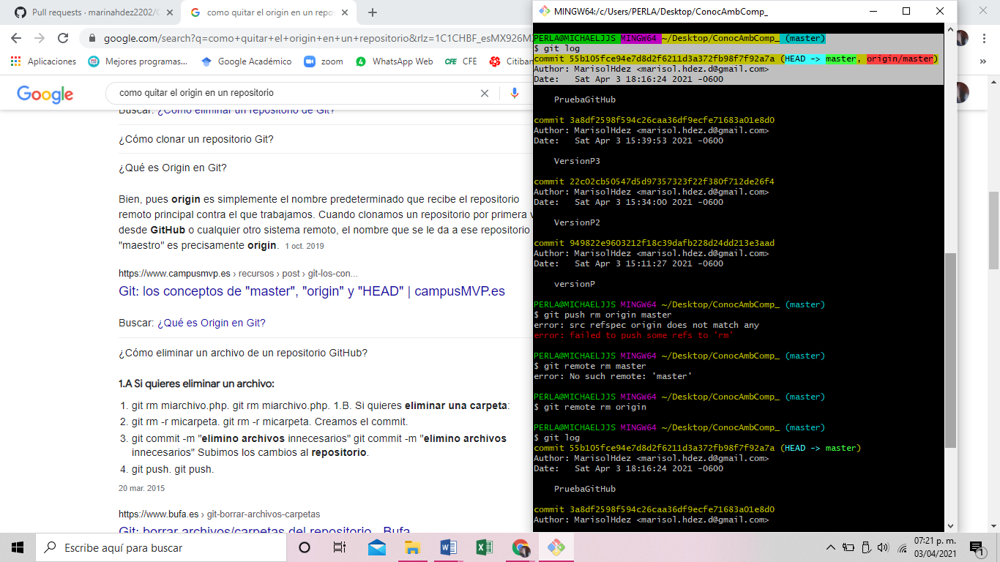 Pull requests · marinahdez2202/C
como quitar el origin en un repos
MINGW64:/c/Users/PERLA/Desktop/ConocAmbComp_
google.com/search?q=como+quitar+el+origin+en+un+repositorio&rlz=1C1CHBF_esMX926M
Aplicaciones
Mejores programas...
Google Académico
zoom
WhatsApp Web
CFE
CFE
Citiban
»
Google
como quitar el origin en un repositorio
Buscar: ¿Cómo eliminar un repositorio de Git?
¿Cómo clonar un repositorio Git?
¿Qué es Origin en Git?
Bien, pues origin es simplemente el nombre predeterminado que recibe el repositorio
remoto principal contra el que trabajamos. Cuando clonamos un repositorio por primera v
desde GitHub o cualquier otro sistema remoto, el nombre que se le da a ese repositorio
"maestro" es precisamente origin. 1 oct. 2019
https://www.campusmvp.es › recursos › post › git-los-con...
Git: los conceptos de "master", "origin" y "HEAD" | campusMVP.es
Buscar: ¿Qué es Origin en Git?
¿Cómo eliminar un archivo de un repositorio GitHub?
1.A Si quieres eliminar un archivo:
1. git rm miarchivo.php. git rm miarchivo.php. 1.B. Si quieres eliminar una carpeta:
2. git rm -r micarpeta. git rm -r micarpeta. Creamos el commit.
3. git commit -m "elimino archivos innecesarios" git commit -m "elimino archivos
innecesarios" Subimos los cambios al repositorio.
4. git push. git push.
20 mar. 2015
https://www.bufa.es › git-borrar-archivos-carpetas
Git: borrar archivos/carpetas del repositorio - Bufa
PERLA@MICHAELJJS MINGW64 ~/Desktop/ConocAmbComp_ (master)
$ git log
commit 55b105fce94e7d8d2f6211d3a372fb98f7f92a7a (HEAD -> master, origin/master)
Author: MarisolHdez <marisol.hdez.d@gmail.com>
Date:   Sat Apr 3 18:16:24 2021 -0600
PruebaGitHub
commit 3a8df2598f594c26caa36df9ecfe71683a01e8d0
Author: MarisolHdez <marisol.hdez.d@gmail.com>
Date:   Sat Apr 3 15:39:53 2021 -0600
VersionP3
commit 22c02cb50547d5d97357323f22f380f712de26f4
Author: MarisolHdez <marisol.hdez.d@gmail.com>
Date:   Sat Apr 3 15:34:00 2021 -0600
VersionP2
commit 949822e9603212f18c39dafb228d24dd213e3aad
Author: MarisolHdez <marisol.hdez.d@gmail.com>
Date:   Sat Apr 3 15:11:27 2021 -0600
versionP
PERLA@MICHAELJJS MINGW64 ~/Desktop/ConocAmbComp_ (master)
$ git push rm origin master
error: src refspec origin does not match any
error: failed to push some refs to 'rm'
PERLA@MICHAELJJS MINGW64 ~/Desktop/ConocAmbComp_ (master)
$ git remote rm master
error: No such remote: 'master'
PERLA@MICHAELJJS MINGW64 ~/Desktop/ConocAmbComp_ (master)
$ git remote rm origin
PERLA@MICHAELJJS MINGW64 ~/Desktop/ConocAmbComp_ (master)
$ git log
commit 55b105fce94e7d8d2f6211d3a372fb98f7f92a7a (HEAD -> master)
Author: MarisolHdez <marisol.hdez.d@gmail.com>
Date:   Sat Apr 3 18:16:24 2021 -0600
PruebaGitHub
commit 3a8df2598f594c26caa36df9ecfe71683a01e8d0
Author: MarisolHdez <marisol.hdez.d@gmail.com>
Escribe aquí para buscar
07:21 p. m.
03/04/2021
1